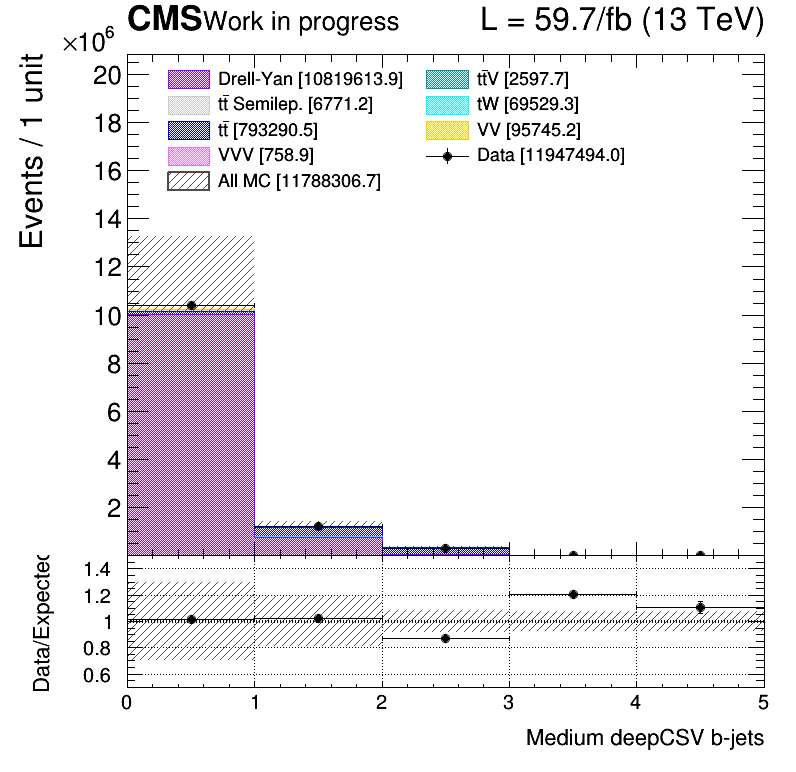 CMS Work in progress L = 59.7/fb (13 TeV)
×10⁶
Events / 1 unit
Drell-Yan [10819613.9]
tt̄ Semilep. [6771.2]
tt̄ [793290.5]
VVV [758.9]
All MC [11788306.7]
tt̄V [2597.7]
tW [69529.3]
VV [95745.2]
Data [11947494.0]
20
18
16
14
12
10
8
6
4
2
Data/Expected
1.4
1.2
1
0.8
0.6
0 1 2 3 4 5
Medium deepCSV b-jets